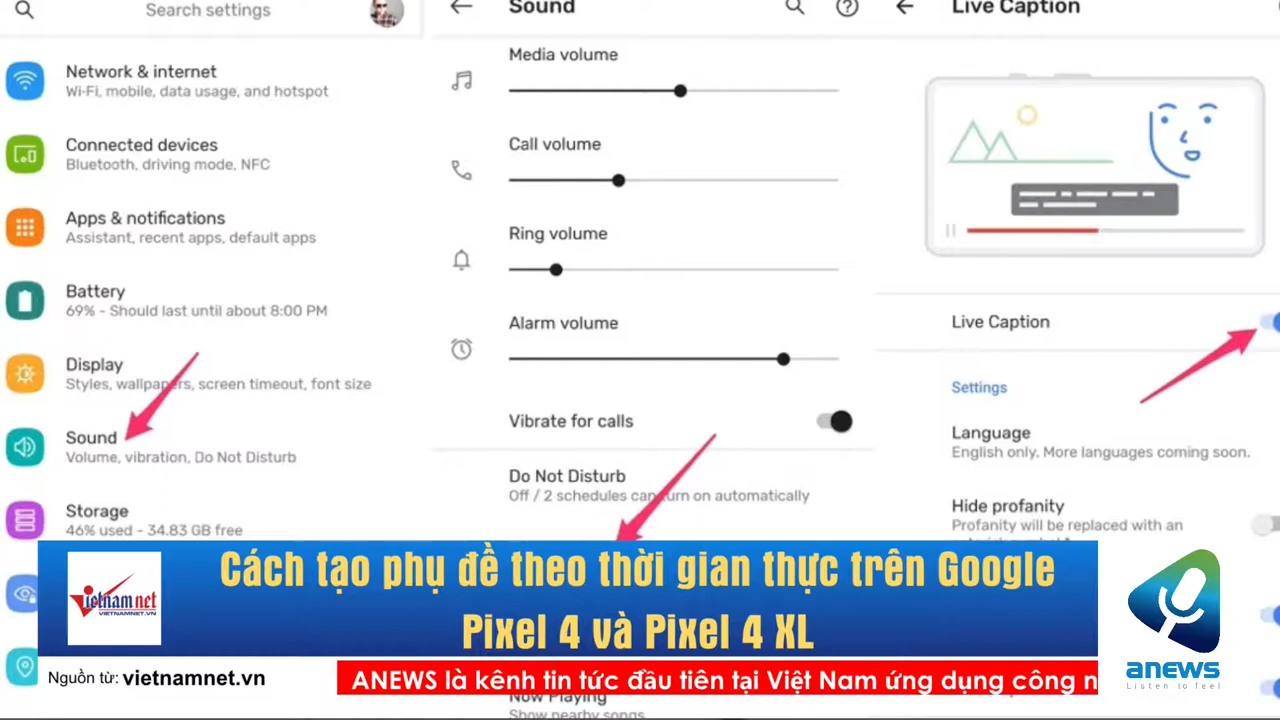 Search settings
Network & internet
Wi-Fi, mobile, data usage, and hotspot
Connected devices
Bluetooth, driving mode, NFC
Apps & notifications
Assistant, recent apps, default apps
Battery
69% - Should last until about 8:00 PM
Display
Styles, wallpapers, screen timeout, font size
Sound
Volume, vibration, Do Not Disturb
Storage
46% used - 34.83 GB free
Sound
Media volume
Call volume
Ring volume
Alarm volume
Vibrate for calls
Do Not Disturb
Off / 2 schedules can turn on automatically
Now Playing
Show nearby songs
Live Caption
Live Caption
Settings
Language
English only. More languages coming soon.
Hide profanity
Profanity will be replaced with an
Cách tạo phụ đề theo thời gian thực trên Google
Pixel 4 và Pixel 4 XL
Vietnamnet
VIETNAMNET.VN
Nguồn từ: vietnamnet.vn
ANEWS là kênh tin tức đầu tiên tại Việt Nam ứng dụng công n
anews
Listen to feel